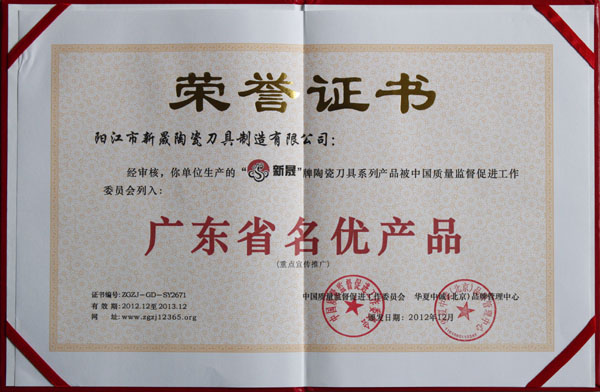 荣誉证书
阳江市新晟陶瓷刀具制造有限公司：
经审核，你单位生产的“新晟”牌陶瓷刀具系列产品被中国质量监督促进工作
委员会列入：
广东省名优产品
(重点宣传推广)
证书编号:ZGZJ-GD-SY2671
有 效 期:2012.12至2013.12
网 址:www.zgzj12365.org
中国质量监督促进工作委员会 华夏中诚(北京)品牌管理中心
颁发日期：2012年12月